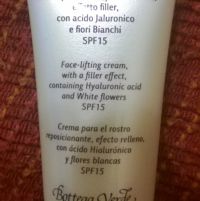 effetto filler,
con acido Jaluronico
e fiori Bianchi
SPF15
Face-lifting cream,
with a filler effect,
containing Hyaluronic acid
and White flowers
SPF15
Crema para el rostro
reposicionante, efecto relleno,
con ácido Hialurónico
y flores blancas
SPF15
Bottega Verde